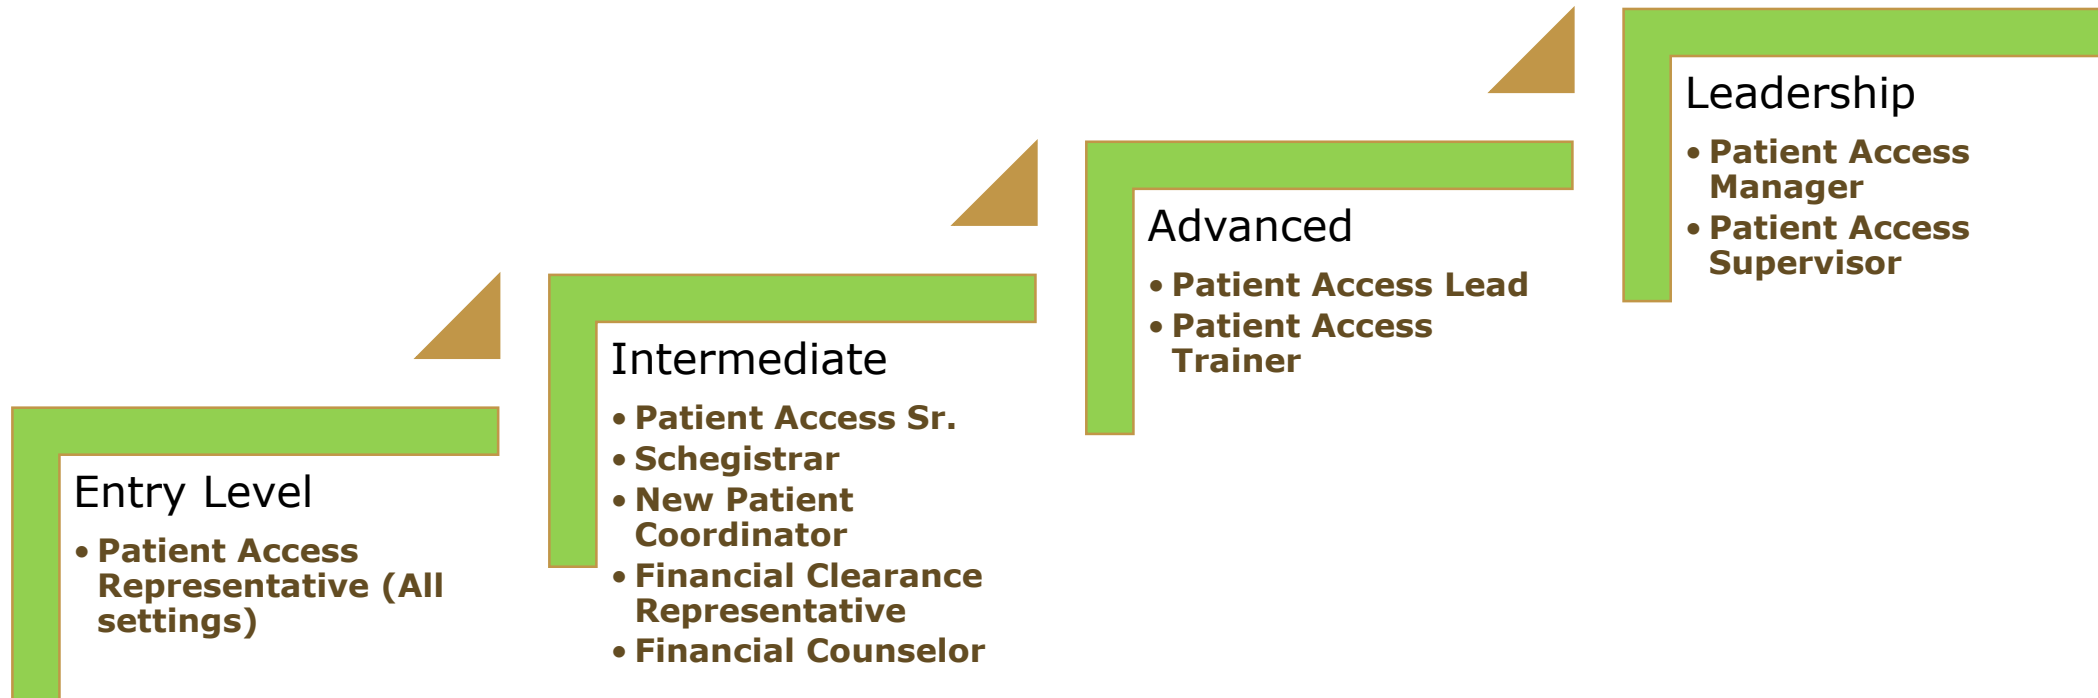 Entry Level
• Patient Access
Representative (All
settings)
Intermediate
• Patient Access Sr.
• Schegistrar
• New Patient
Coordinator
• Financial Clearance
Representative
• Financial Counselor
Advanced
• Patient Access Lead
• Patient Access
Trainer
Leadership
• Patient Access
Manager
• Patient Access
Supervisor